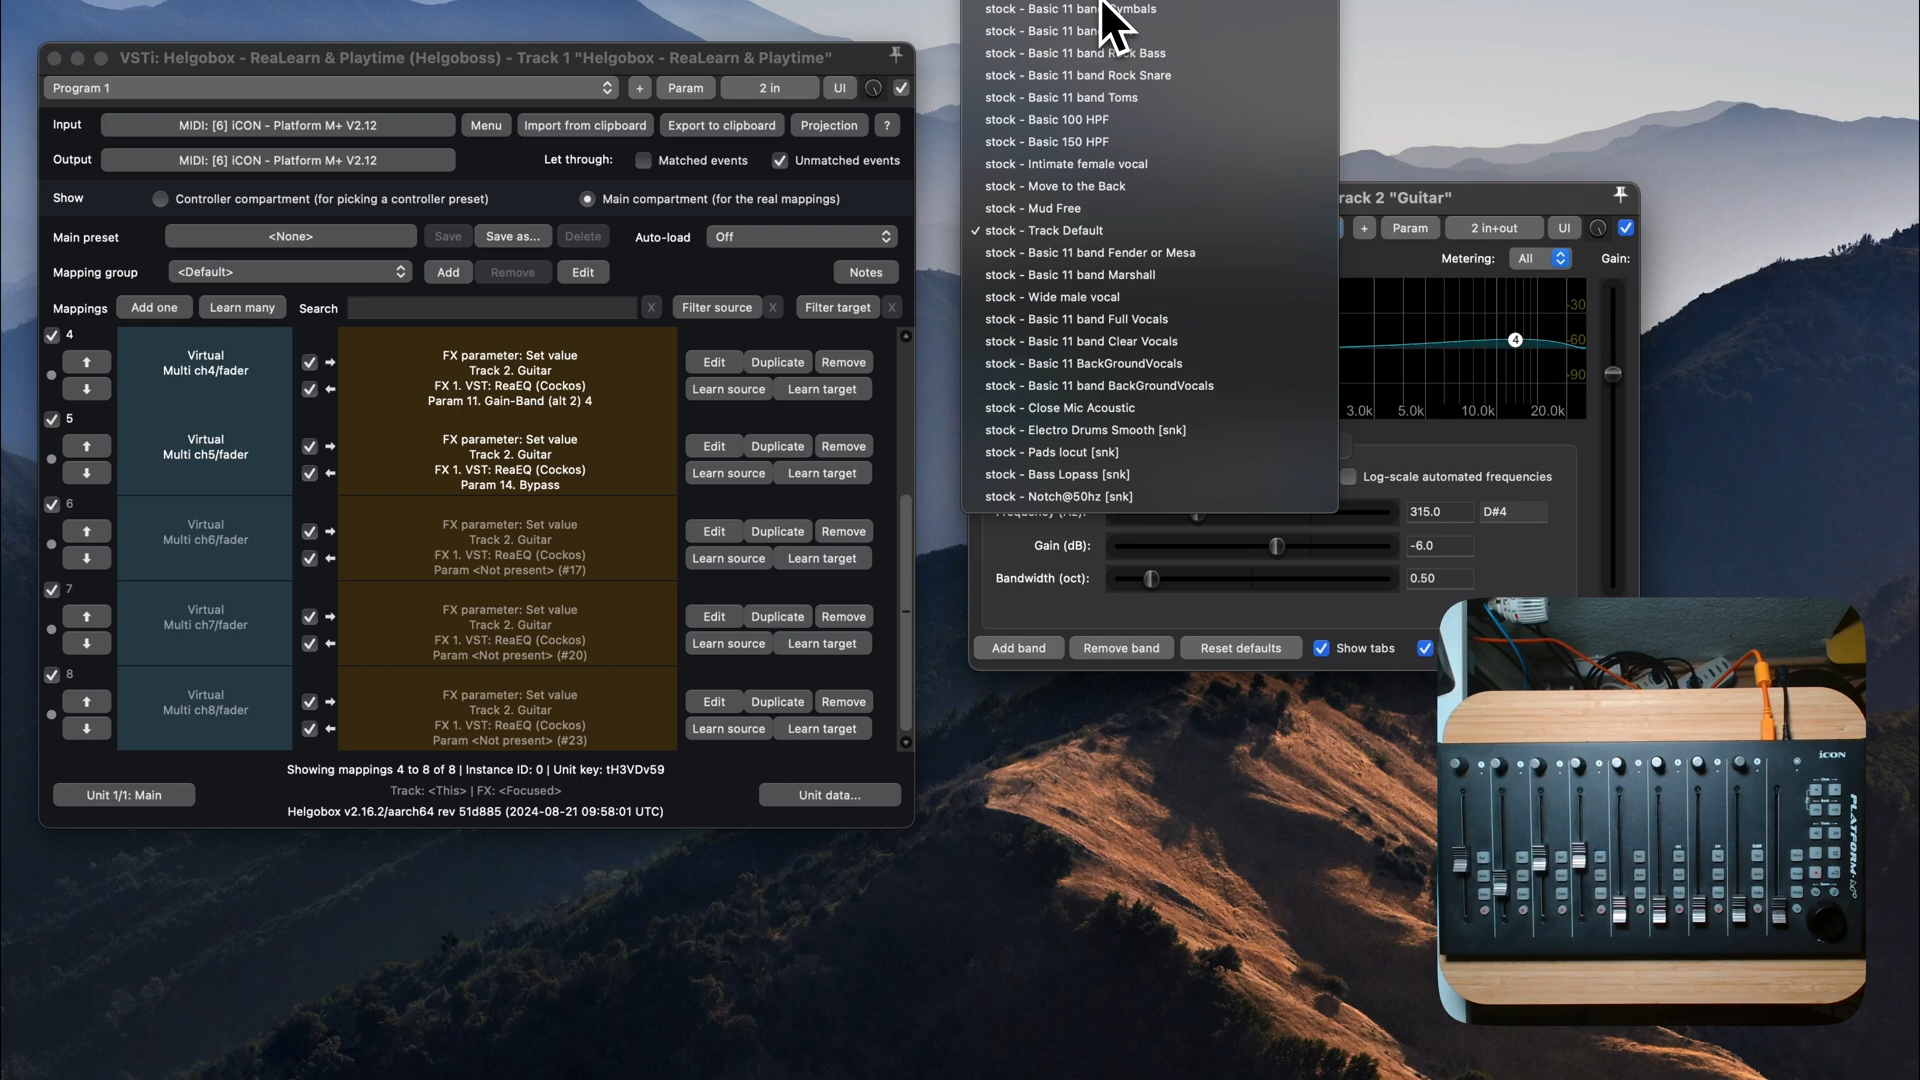 VSTi: Helgobox - ReaLearn & Playtime (Helgoboss) - Track 1 "Helgobox - ReaLearn & Playtime"
Program 1
+
Param
2 in
UI
Input
MIDI: [6] iCON - Platform M+ V2.12
Menu
Import from clipboard
Export to clipboard
Projection
?
Output
MIDI: [6] iCON - Platform M+ V2.12
Let through:
Matched events
Unmatched events
Show
Controller compartment (for picking a controller preset)
Main compartment (for the real mappings)
Main preset
<None>
Save
Save as...
Delete
Auto-load
Off
Mapping group
<Default>
Add
Remove
Edit
Notes
Mappings
Add one
Learn many
Search
X
Filter source
X
Filter target
X
4
Virtual
Multi ch4/fader
FX parameter: Set value
Track 2. Guitar
FX 1. VST: ReaEQ (Cockos)
Param 11. Gain-Band (alt 2) 4
Edit
Duplicate
Remove
Learn source
Learn target
5
Virtual
Multi ch5/fader
FX parameter: Set value
Track 2. Guitar
FX 1. VST: ReaEQ (Cockos)
Param 14. Bypass
Edit
Duplicate
Remove
Learn source
Learn target
6
Virtual
Multi ch6/fader
FX parameter: Set value
Track 2. Guitar
FX 1. VST: ReaEQ (Cockos)
Param <Not present> (#17)
Edit
Duplicate
Remove
Learn source
Learn target
7
Virtual
Multi ch7/fader
FX parameter: Set value
Track 2. Guitar
FX 1. VST: ReaEQ (Cockos)
Param <Not present> (#20)
Edit
Duplicate
Remove
Learn source
Learn target
8
Virtual
Multi ch8/fader
FX parameter: Set value
Track 2. Guitar
FX 1. VST: ReaEQ (Cockos)
Param <Not present> (#23)
Edit
Duplicate
Remove
Learn source
Learn target
Showing mappings 4 to 8 of 8 | Instance ID: 0 | Unit key: tH3VDv59
Unit 1/1: Main
Track: <This> | FX: <Focused>
Unit data...
Helgobox v2.16.2/aarch64 rev 51d885 (2024-08-21 09:58:01 UTC)
stock - Basic 11 band
stock - Basic 11 band
stock - Basic 11 band Rock Bass
stock - Basic 11 band Rock Snare
stock - Basic 11 band Toms
stock - Basic 100 HPF
stock - Basic 150 HPF
stock - Intimate female vocal
stock - Move to the Back
stock - Mud Free
✓ stock - Track Default
stock - Basic 11 band Fender or Mesa
stock - Basic 11 band Marshall
stock - Wide male vocal
stock - Basic 11 band Full Vocals
stock - Basic 11 band Clear Vocals
stock - Basic 11 BackGroundVocals
stock - Basic 11 band BackGroundVocals
stock - Close Mic Acoustic
stock - Electro Drums Smooth [snk]
stock - Pads locut [snk]
stock - Bass Lopass [snk]
stock - Notch@50hz [snk]
rack 2 "Guitar"
+
Param
2 in+out
UI
Metering:
All
Gain:
-30
-60
-90
4
3.0k
5.0k
10.0k
20.0k
Log-scale automated frequencies
315.0
D#4
Gain (dB):
-6.0
Bandwidth (oct):
0.50
Add band
Remove band
Reset defaults
Show tabs
iCON
PLATFORM